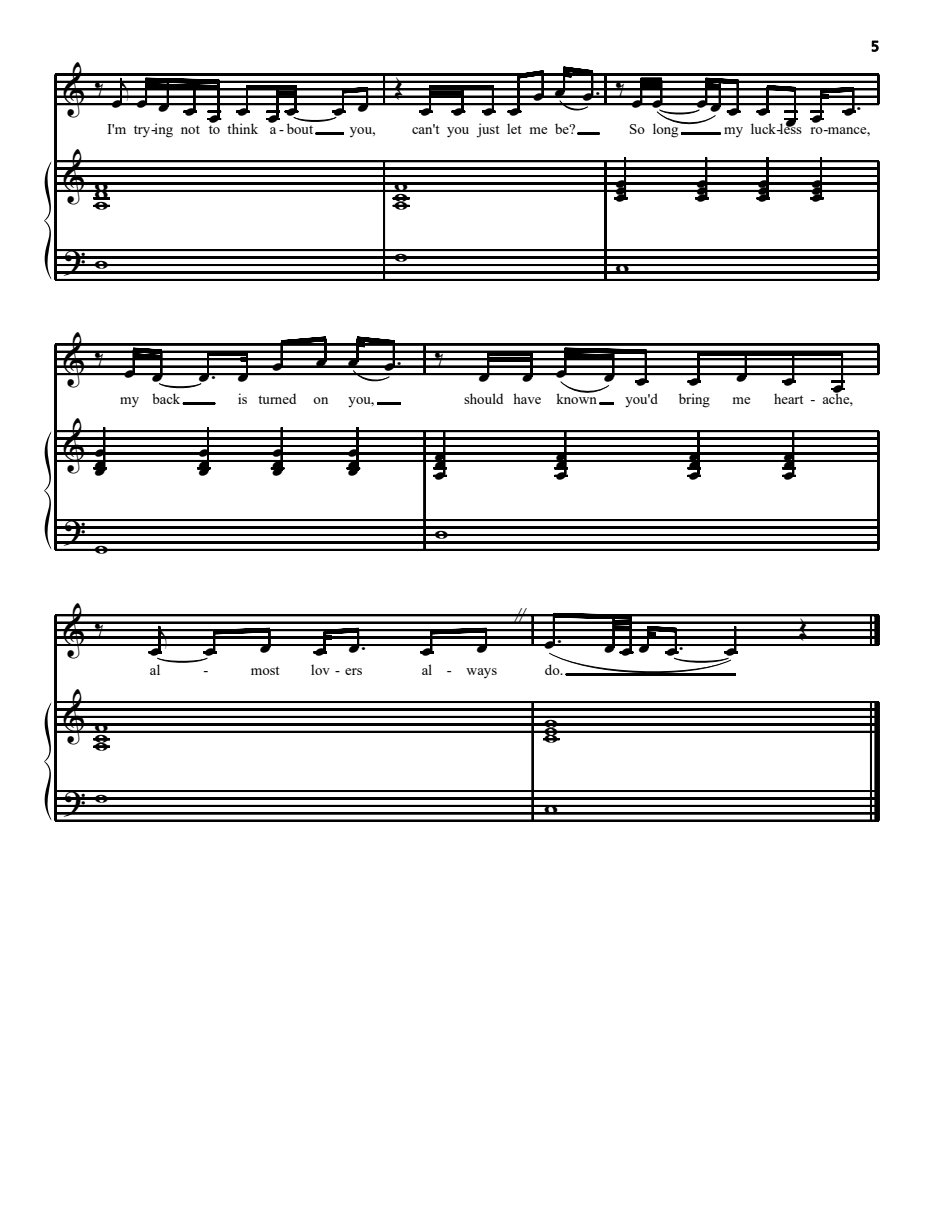 5
I'm try-ing not to think a-bout you, can't you just let me be? So long my luck-less ro-mance,
my back is turned on you, should have known you'd bring me heart - ache,
al - most lov - ers al - ways do.